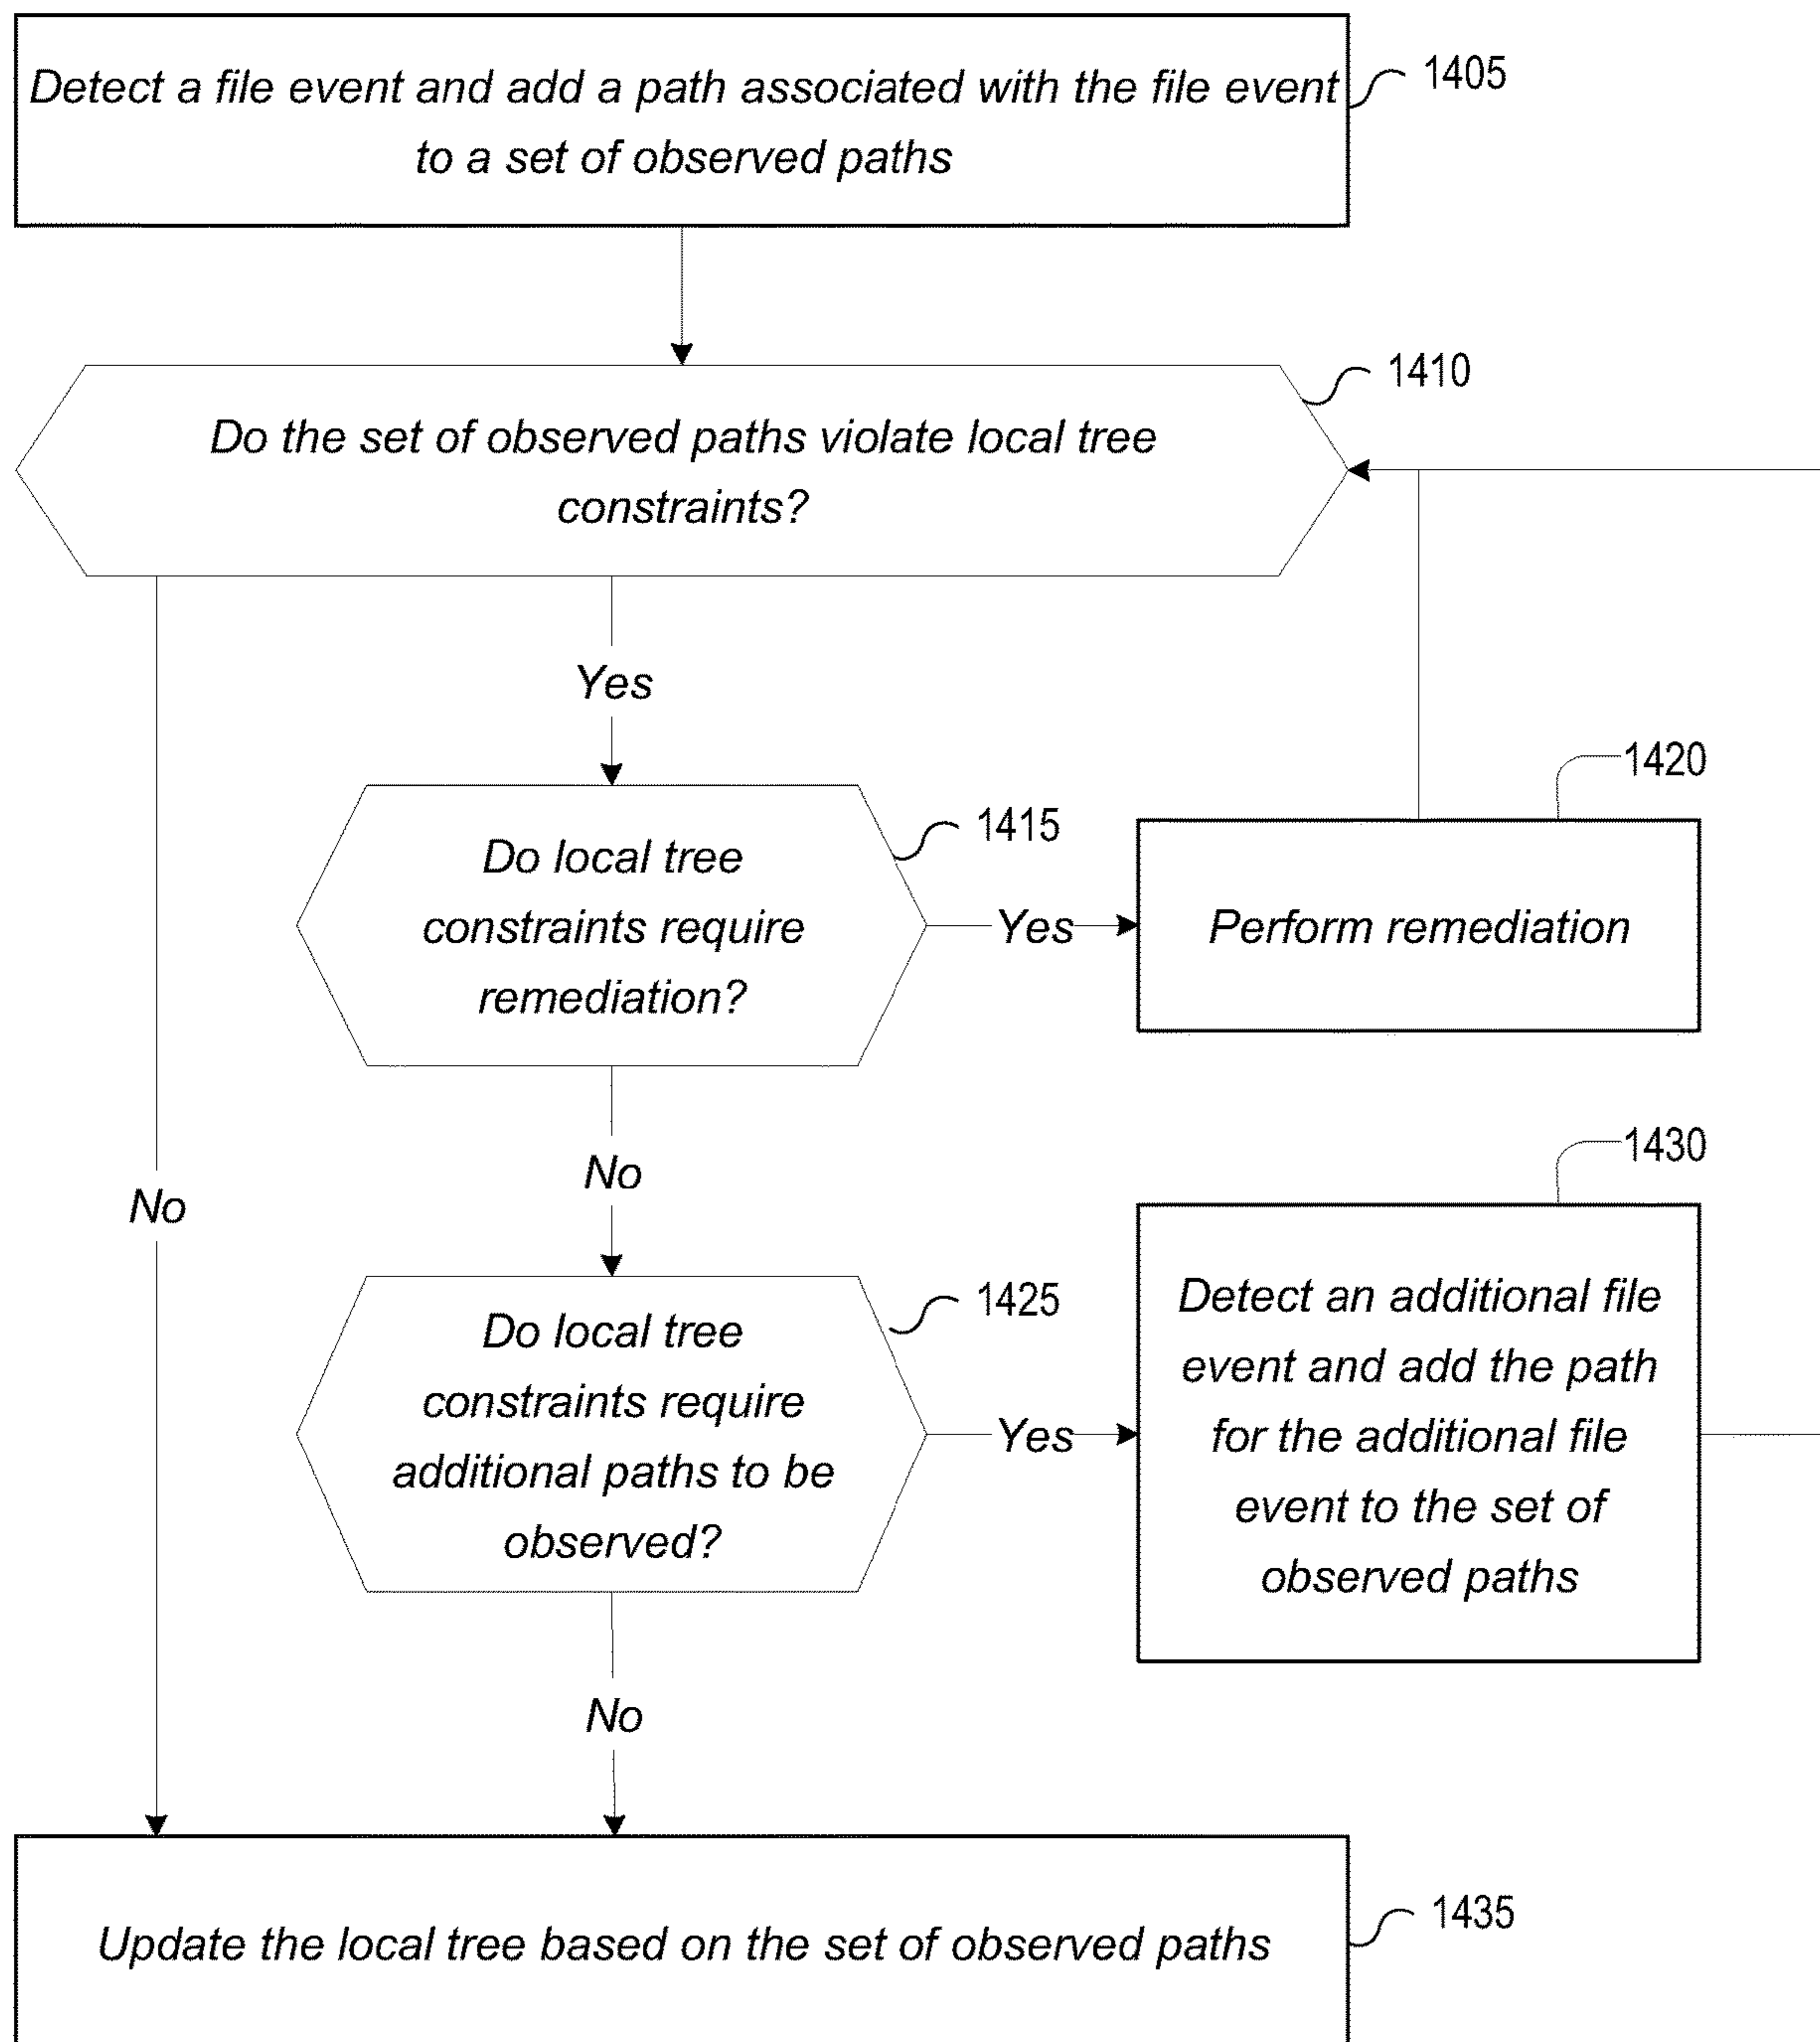 Detect a file event and add a path associated with the file event
to a set of observed paths
1405
Do the set of observed paths violate local tree
constraints?
1410
Yes
Do local tree
constraints require
remediation?
1415
Yes
Perform remediation
1420
No
No
Do local tree
constraints require
additional paths to be
observed?
1425
Yes
Detect an additional file
event and add the path
for the additional file
event to the set of
observed paths
1430
No
Update the local tree based on the set of observed paths
1435